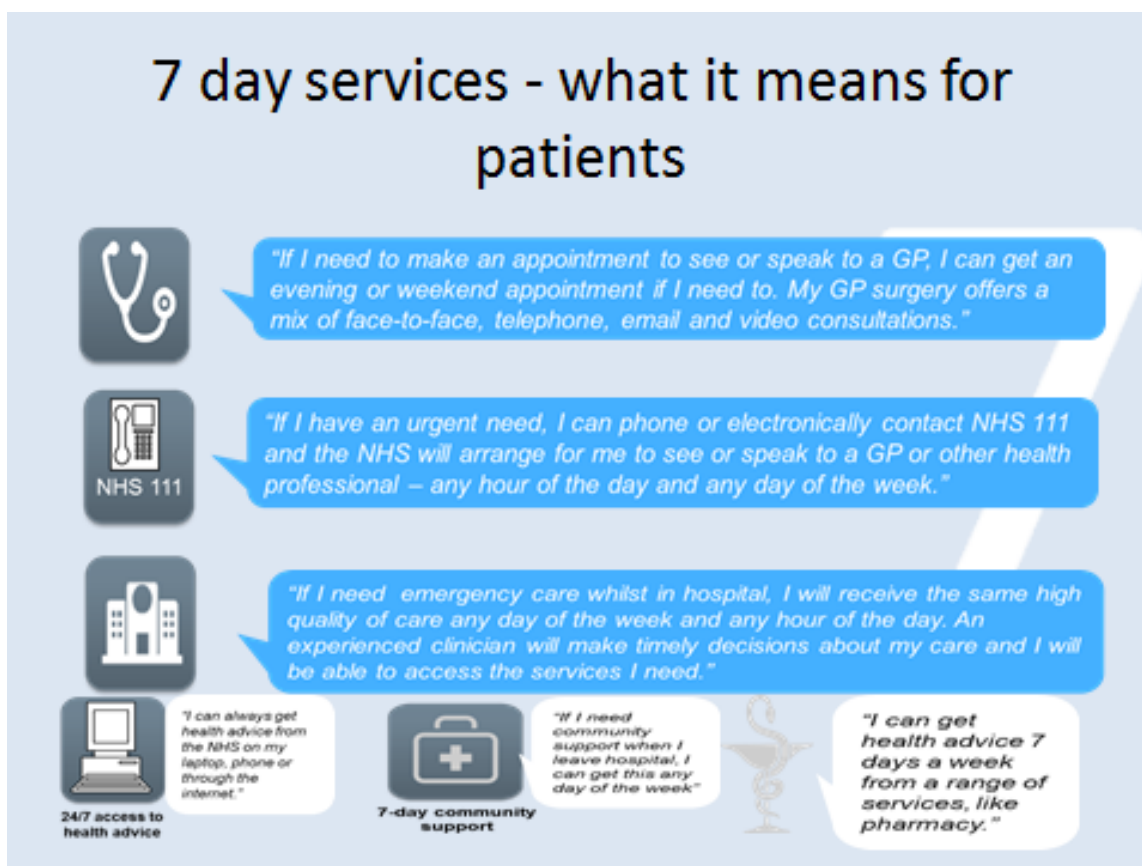 7 day services - what it means for
patients
“If I need to make an appointment to see or speak to a GP, I can get an
evening or weekend appointment if I need to. My GP surgery offers a
mix of face-to-face, telephone, email and video consultations.”
NHS 111
“If I have an urgent need, I can phone or electronically contact NHS 111
and the NHS will arrange for me to see or speak to a GP or other health
professional – any hour of the day and any day of the week.”
“If I need emergency care whilst in hospital, I will receive the same high
quality of care any day of the week and any hour of the day. An
experienced clinician will make timely decisions about my care and I will
be able to access the services I need.”
“I can always get
health advice from
the NHS on my
laptop, phone or
through the
internet.”
24/7 access to
health advice
“If I need
community
support when I
leave hospital, I
can get this any
day of the week”
7-day community
support
“I can get
health advice 7
days a week
from a range of
services, like
pharmacy.”
7